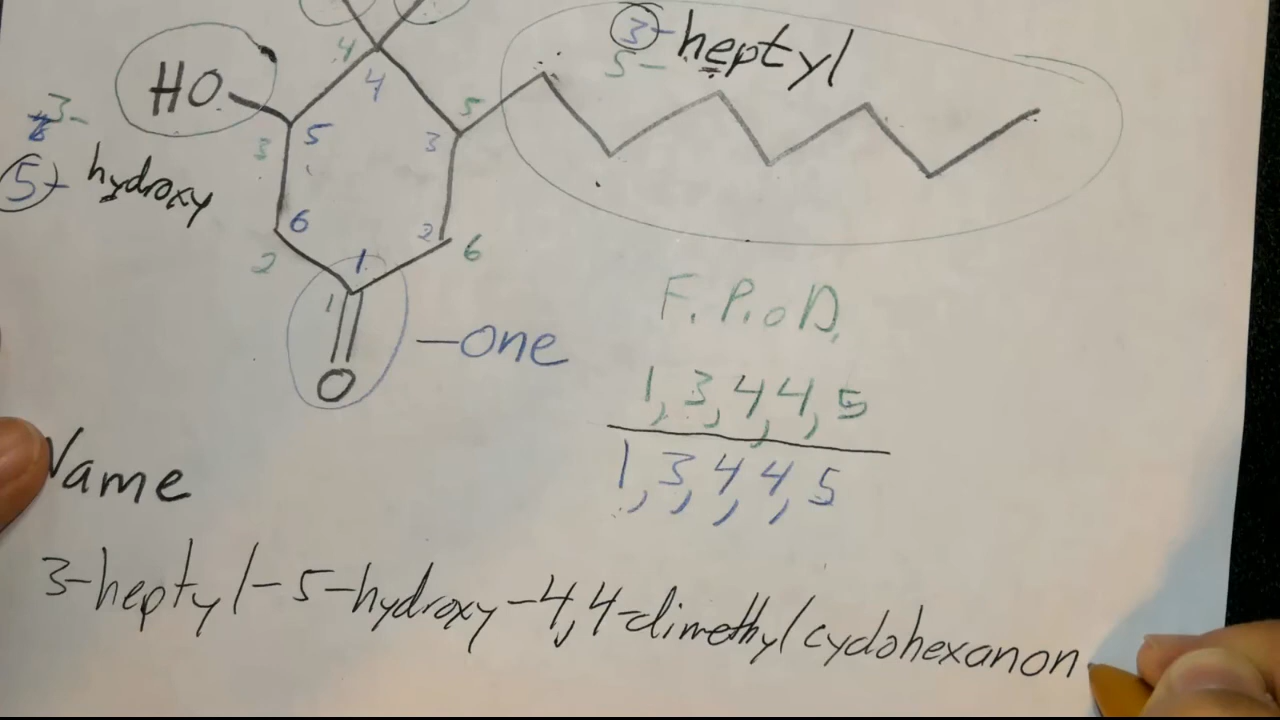 3- heptyl
5-
4
HO
4
5
3-
3
5
3
5- hydroxy
6
2
2
6
1
F.P.oD.
1
-one
O
1,3,4,4,5
1,3,4,4,5
Name
3-heptyl-5-hydroxy-4,4-dimethylcyclohexanon